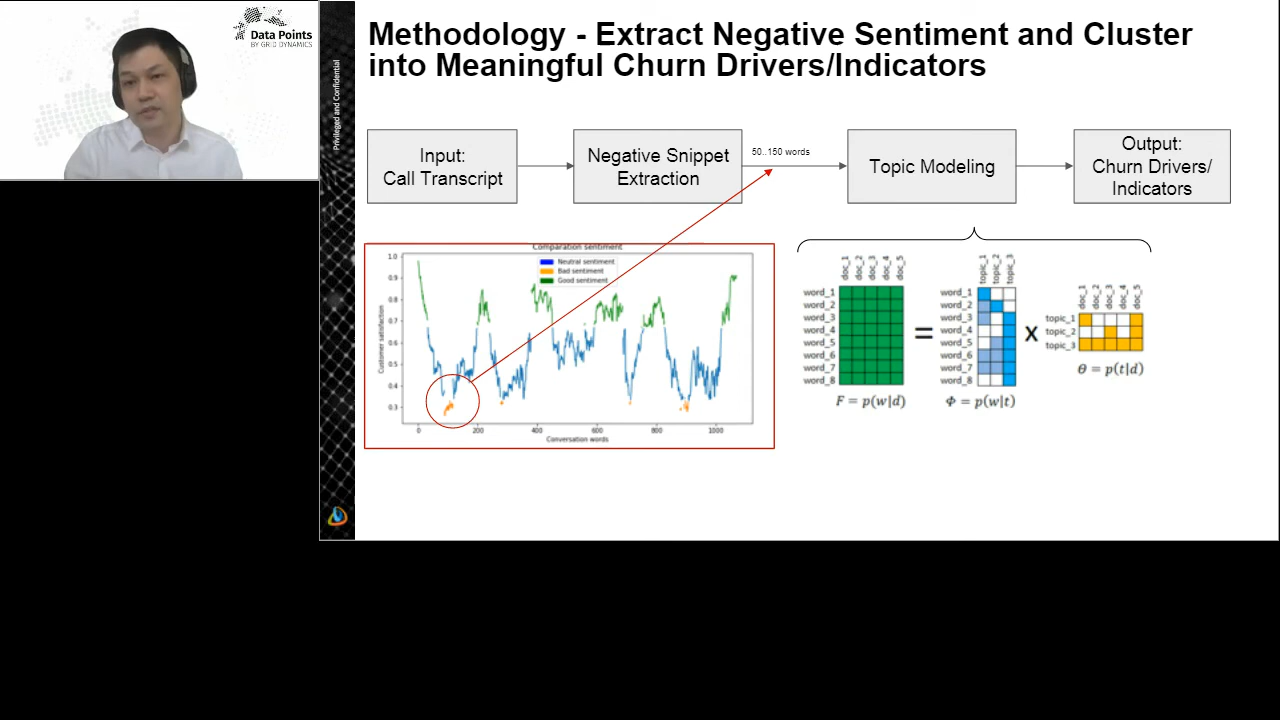 Data Points
BY GRID DYNAMICS
Privileged and Confidential
Methodology - Extract Negative Sentiment and Cluster
into Meaningful Churn Drivers/Indicators
Input:
Call Transcript
Negative Snippet
Extraction
50..150 words
Topic Modeling
Output:
Churn Drivers/
Indicators
Comparation sentiment
Neutral sentiment
Bad sentiment
Good sentiment
Customer satisfaction
1.0
0.9
0.8
0.7
0.6
0.5
0.4
0.3
0
200
400
600
800
1000
Conversation words
doc_1
doc_2
doc_3
doc_4
doc_5
word_1
word_2
word_3
word_4
word_5
word_6
word_7
word_8
F = p(w|d)
=
topic_1
topic_2
topic_3
word_1
word_2
word_3
word_4
word_5
word_6
word_7
word_8
Φ = p(w|t)
x
doc_1
doc_2
doc_3
doc_4
doc_5
topic_1
topic_2
topic_3
Θ = p(t|d)